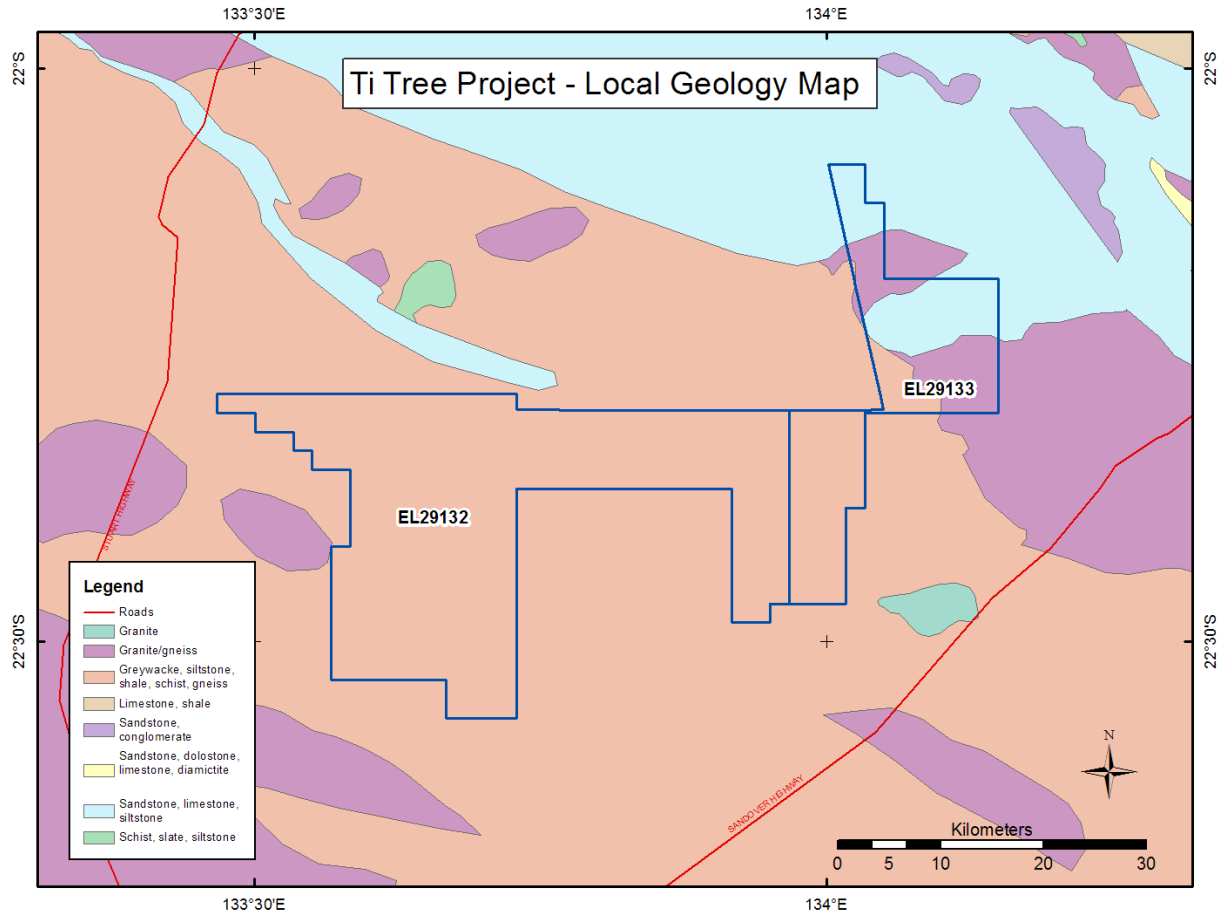 133°30'E
134°E
22°S
22°S
Ti Tree Project - Local Geology Map
EL29133
STUART HIGHWAY
EL29132
Legend
Roads
Granite
Granite/gneiss
Greywacke, siltstone,
shale, schist, gneiss
Limestone, shale
Sandstone,
conglomerate
Sandstone, dolostone,
limestone, diamictite
Sandstone, limestone,
siltstone
Schist, slate, siltstone
22°30'S
22°30'S
SANDOVER HIGHWAY
N
Kilometers
0 5 10 20 30
133°30'E
134°E